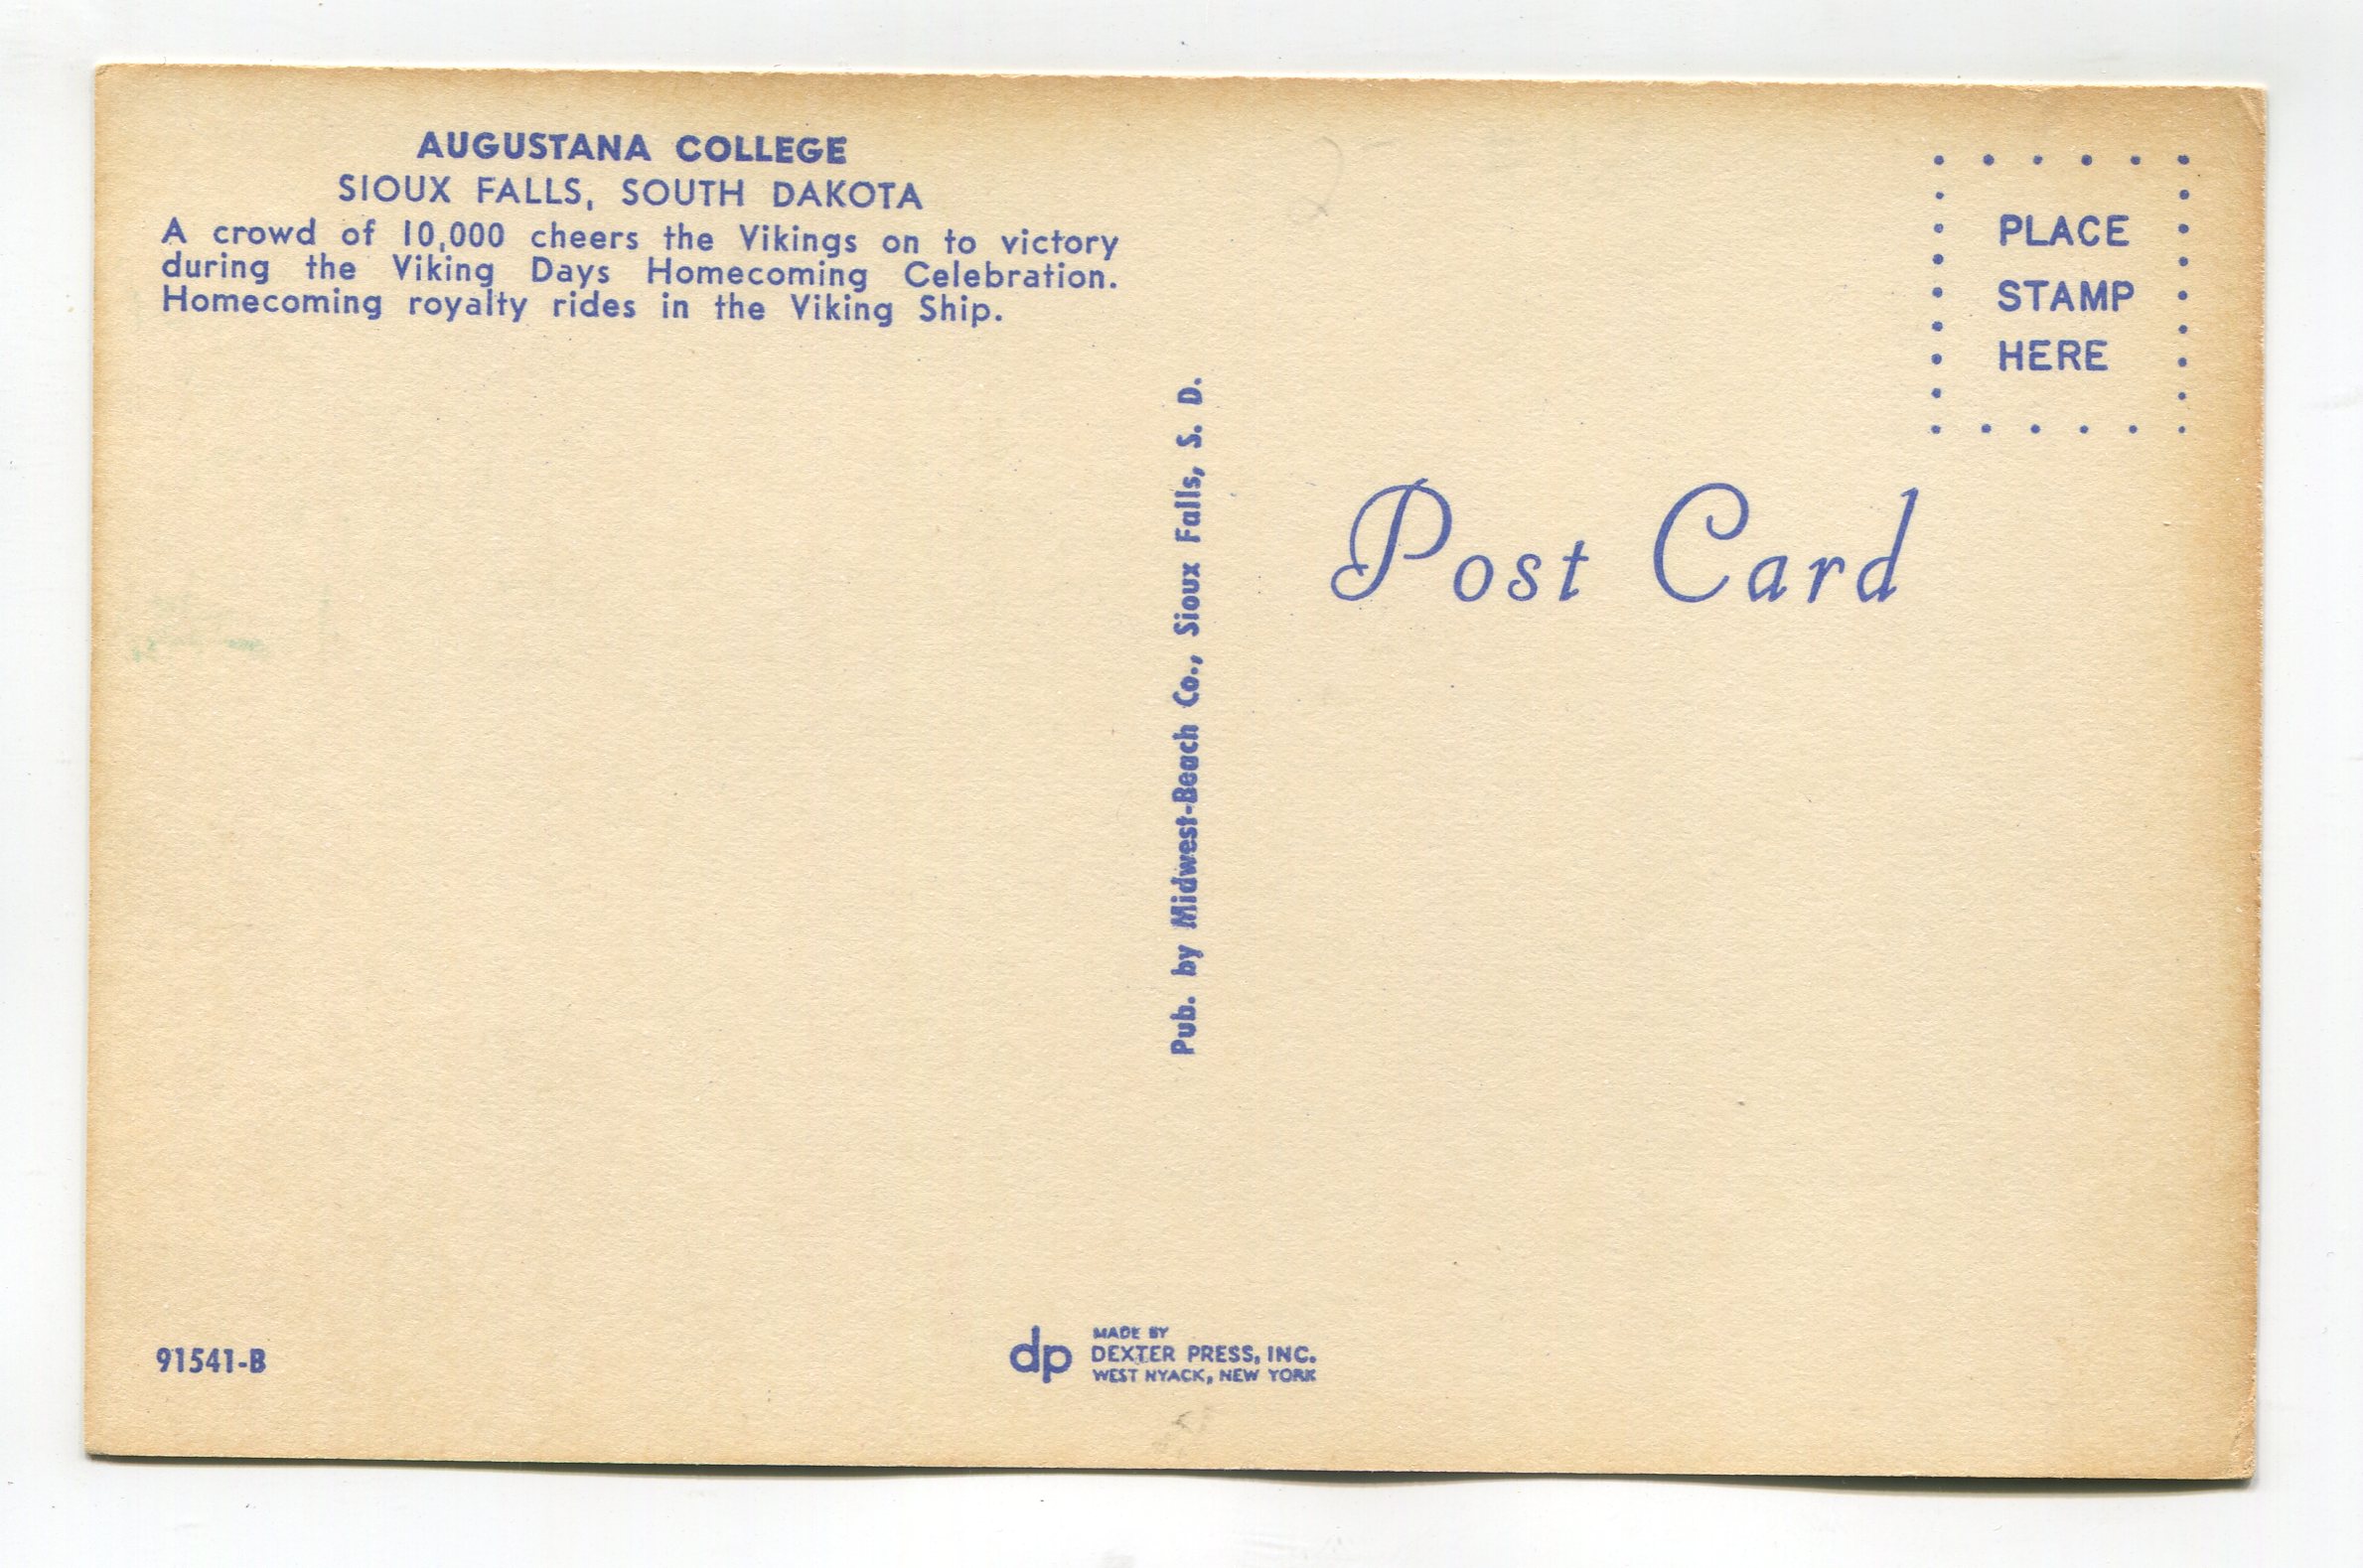 AUGUSTANA COLLEGE
SIOUX FALLS, SOUTH DAKOTA
A crowd of 10,000 cheers the Vikings on to victory
during the Viking Days Homecoming Celebration.
Homecoming royalty rides in the Viking Ship.
PLACE
STAMP
HERE
Post Card
Pub. by Midwest-Beach Co., Sioux Falls, S. D.
91541-B
dp
MADE BY
DEXTER PRESS, INC.
WEST NYACK, NEW YORK